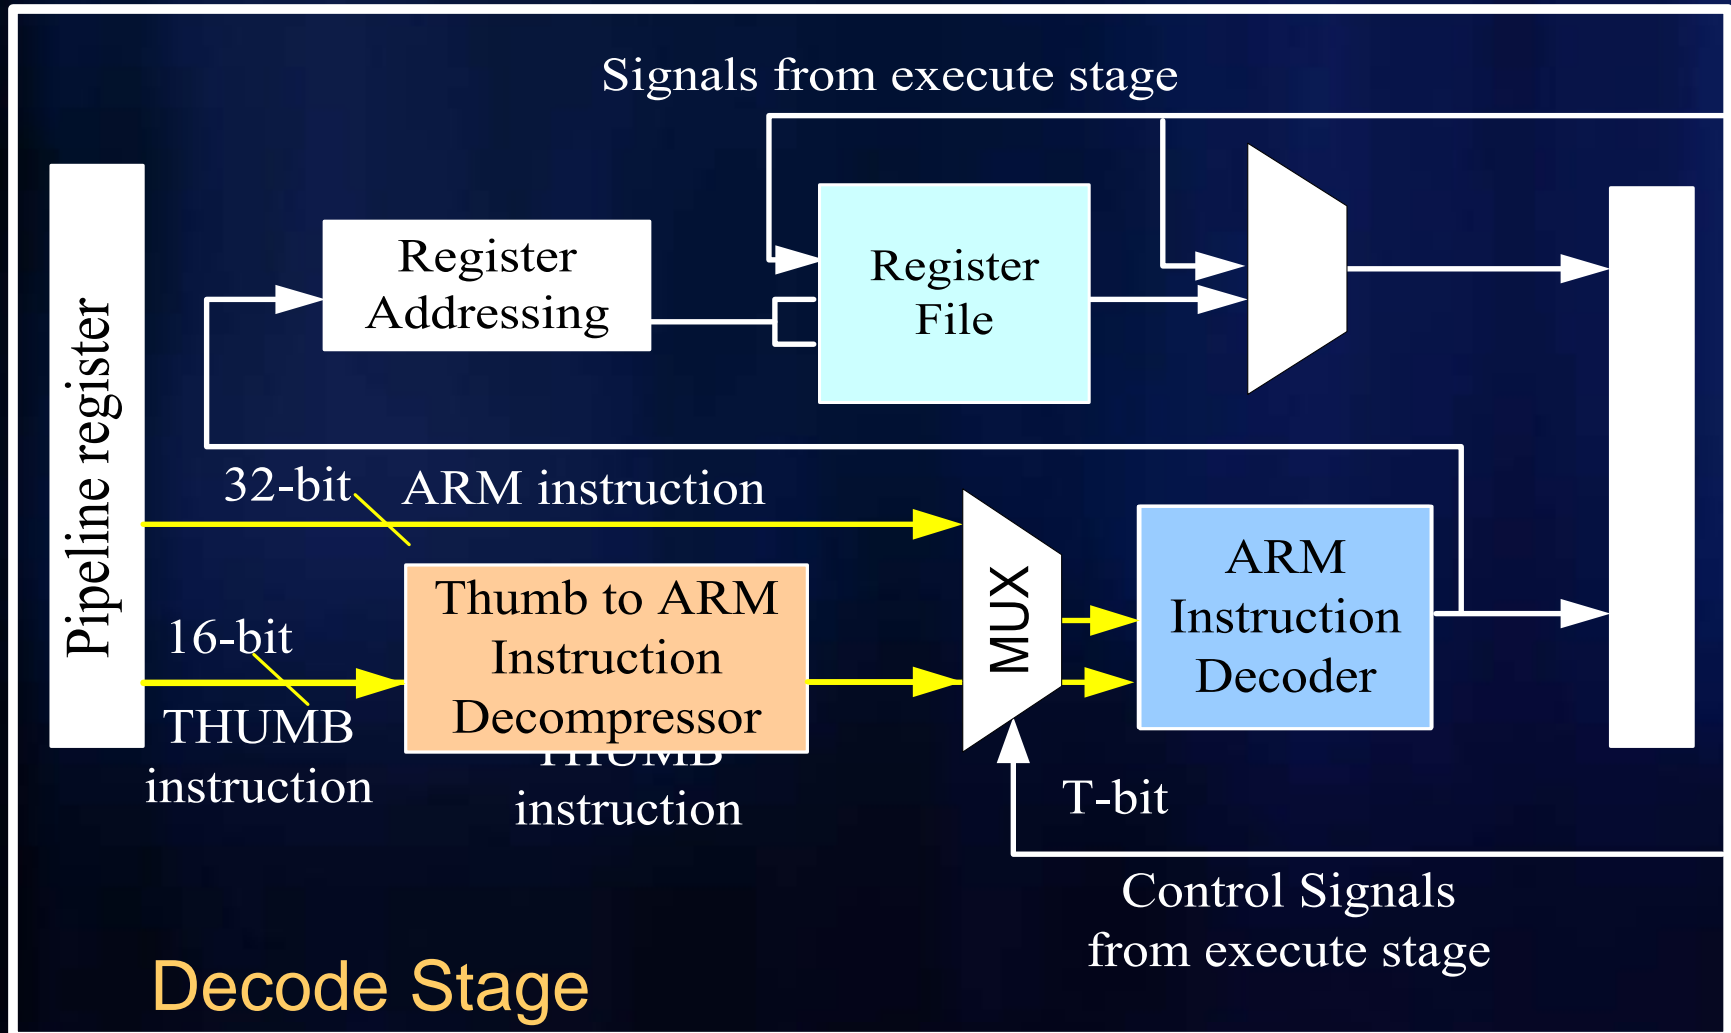 Signals from execute stage
Register
Addressing
Register
File
Pipeline register
32-bit
ARM instruction
16-bit
THUMB
instruction
Thumb to ARM
Instruction
Decompressor
THUMB
instruction
MUX
ARM
Instruction
Decoder
T-bit
Control Signals
from execute stage
Decode Stage